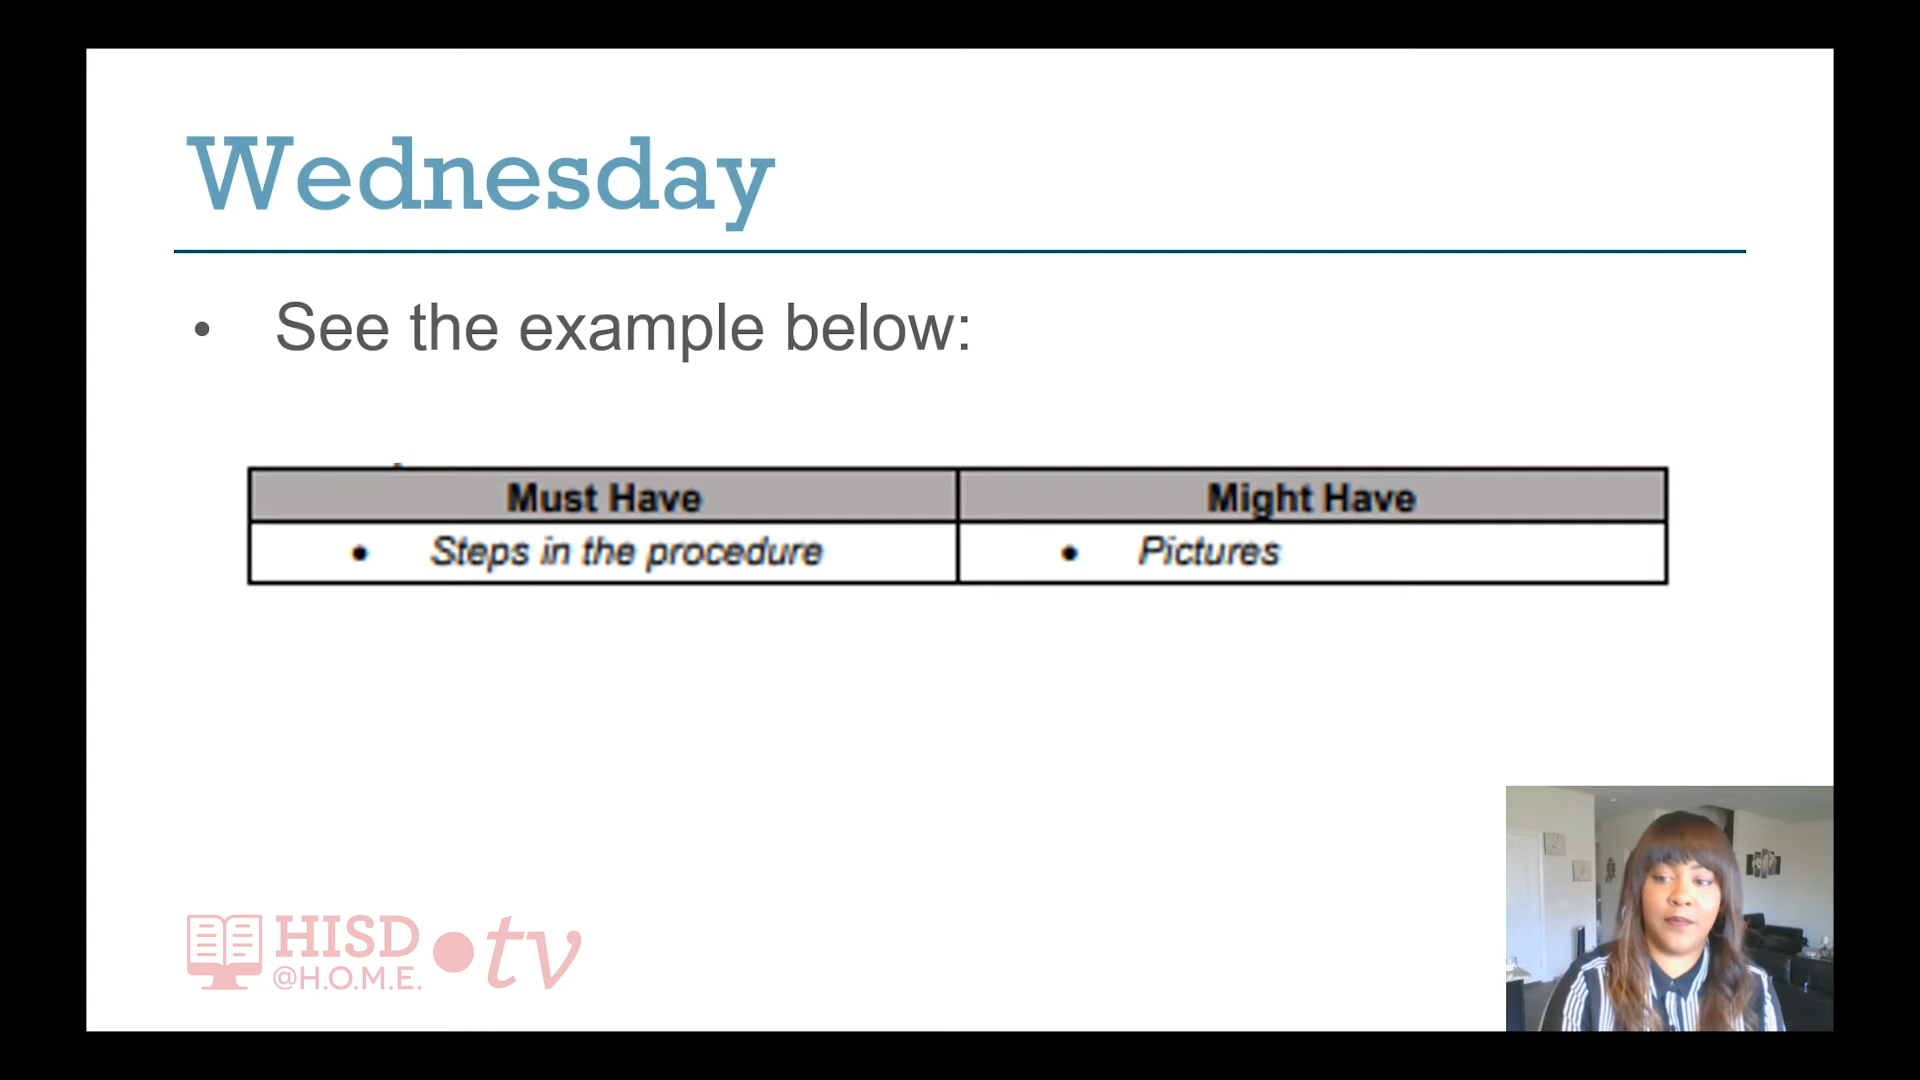 Wednesday
• See the example below:
Must Have
Might Have
• Steps in the procedure
• Pictures
HISD
@H.O.M.E.
•tv